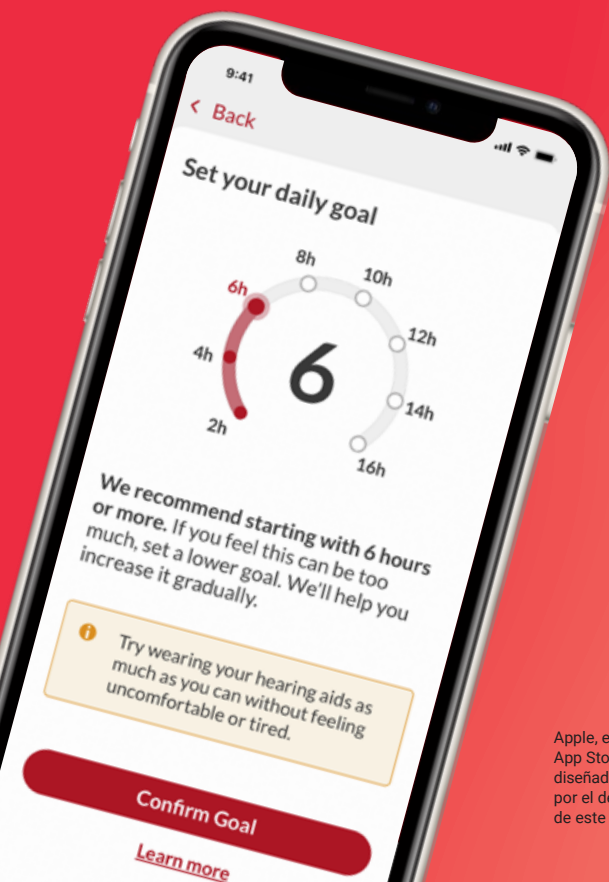 9:41
Back
Set your daily goal
8h
10h
6h
12h
4h
6
14h
2h
16h
We recommend starting with 6 hours
or more. If you feel this can be too
much, set a lower goal. We'll help you
increase it gradually.
Try wearing your hearing aids as
much as you can without feeling
uncomfortable or tired.
Confirm Goal
Learn more
Apple, e
App Sto
diseñad
por el de
de este